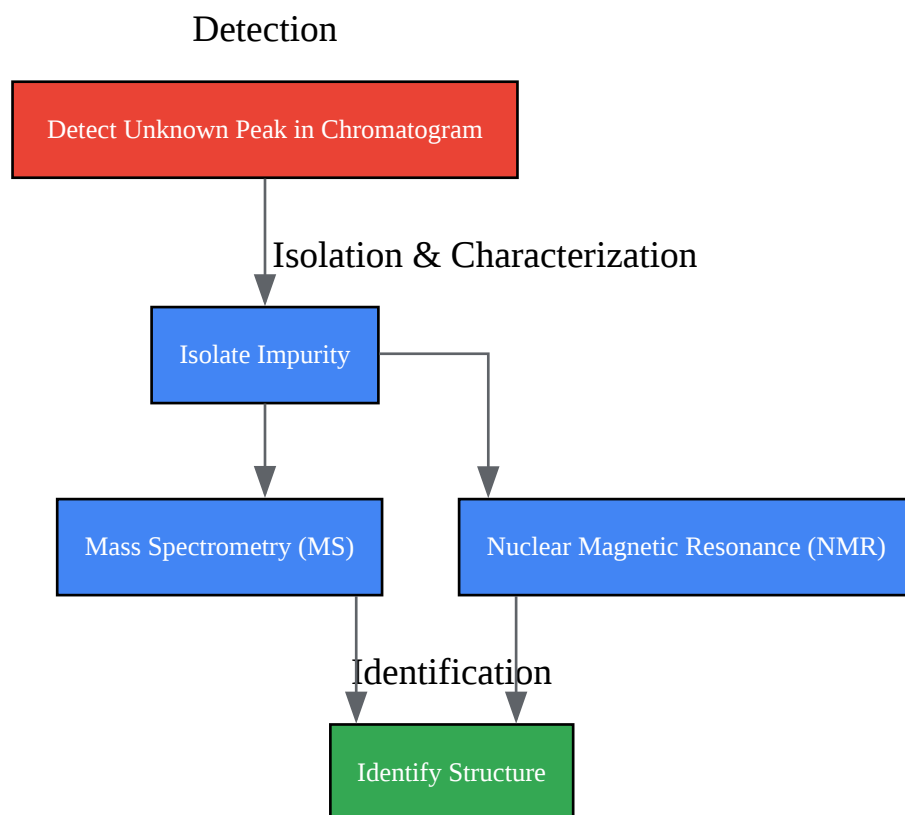 Detection
Detect Unknown Peak in Chromatogram
Isolation & Characterization
Isolate Impurity
Mass Spectrometry (MS)
Nuclear Magnetic Resonance (NMR)
Identification
Identify Structure